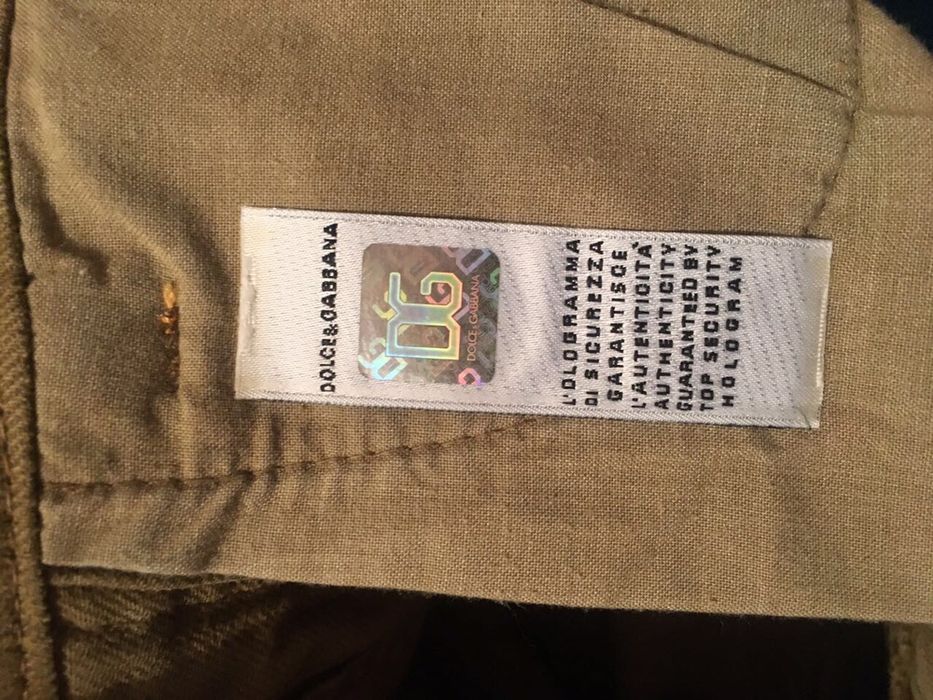 DOLCE&GABBANA
DG
DOLCE & GABBANA
L'OLOGRAMMA
DI SICUREZZA
GARANTISCE
L'AUTENTICITA'
AUTHENTICITY
GUARANTEED BY
TOP SECURITY
HOLOGRAM